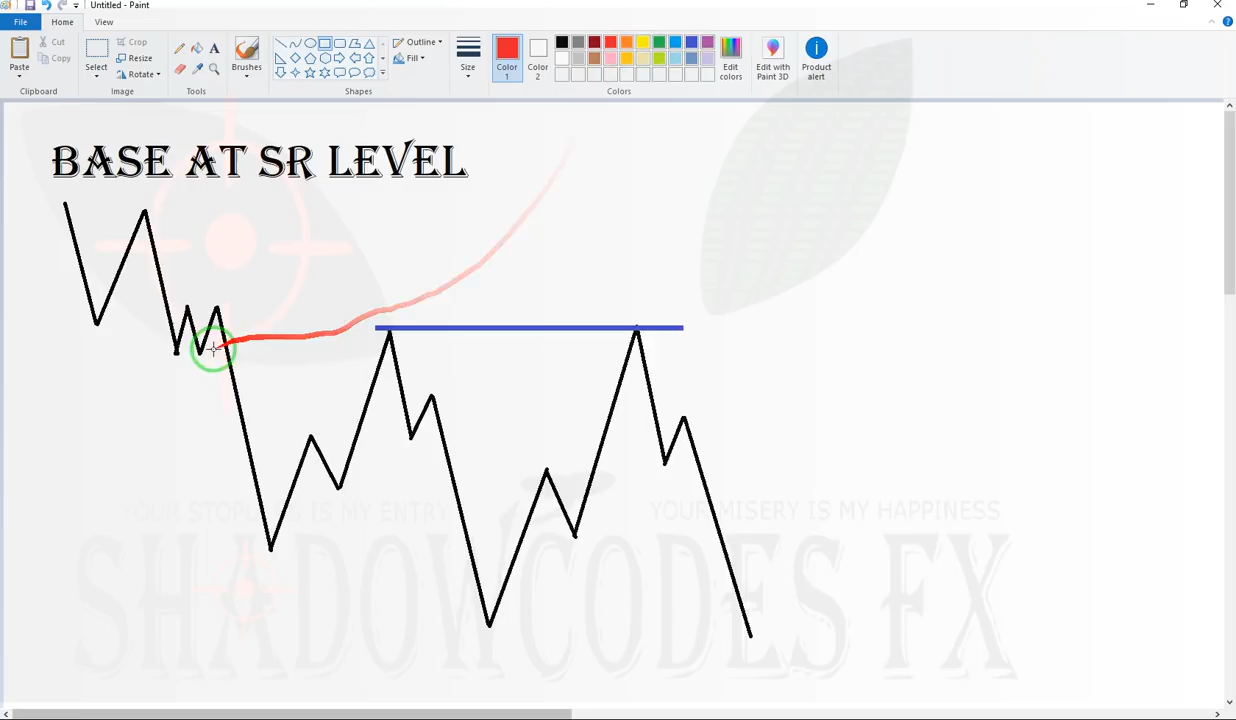 Untitled - Paint
File Home View
Paste
Cut
Copy
Clipboard
Select
Crop
Resize
Rotate
Image
Tools
Brushes
Outline
Fill
Shapes
Size
Color 1
Color 2
Edit colors
Colors
Edit with Paint 3D
Product alert
BASE AT SR LEVEL
YOUR STOPLOSS IS MY ENTRY YOUR MISERY IS MY HAPPINESS
SHADOWCODES FX